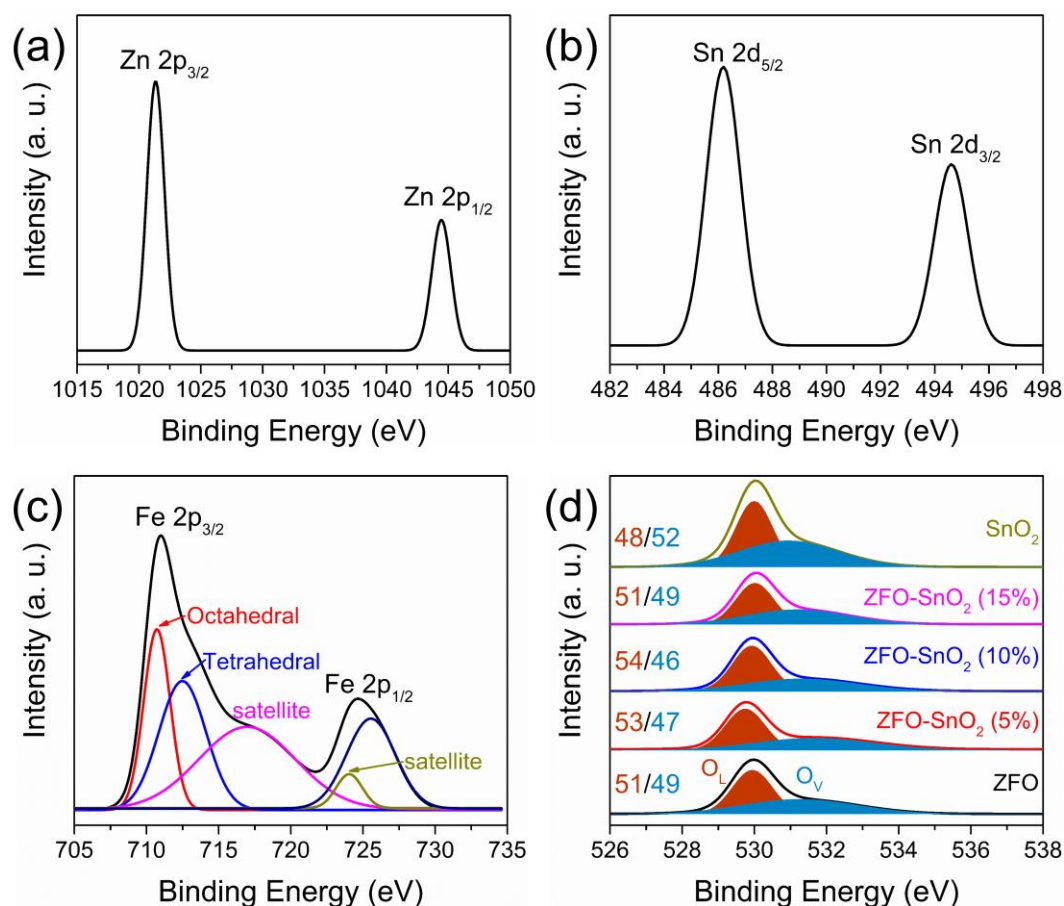 (a)
Zn 2p3/2
Zn 2p1/2
Intensity (a. u.)
1015 1020 1025 1030 1035 1040 1045 1050
Binding Energy (eV)
(b)
Sn 2d5/2
Sn 2d3/2
Intensity (a. u.)
482 484 486 488 490 492 494 496 498
Binding Energy (eV)
(c)
Fe 2p3/2
Octahedral
Tetrahedral
satellite
Fe 2p1/2
satellite
Intensity (a. u.)
705 710 715 720 725 730 735
Binding Energy (eV)
(d)
48/52 SnO2
51/49 ZFO-SnO2 (15%)
54/46 ZFO-SnO2 (10%)
53/47 ZFO-SnO2 (5%)
51/49 OL OV ZFO
Intensity (a. u.)
526 528 530 532 534 536 538
Binding Energy (eV)